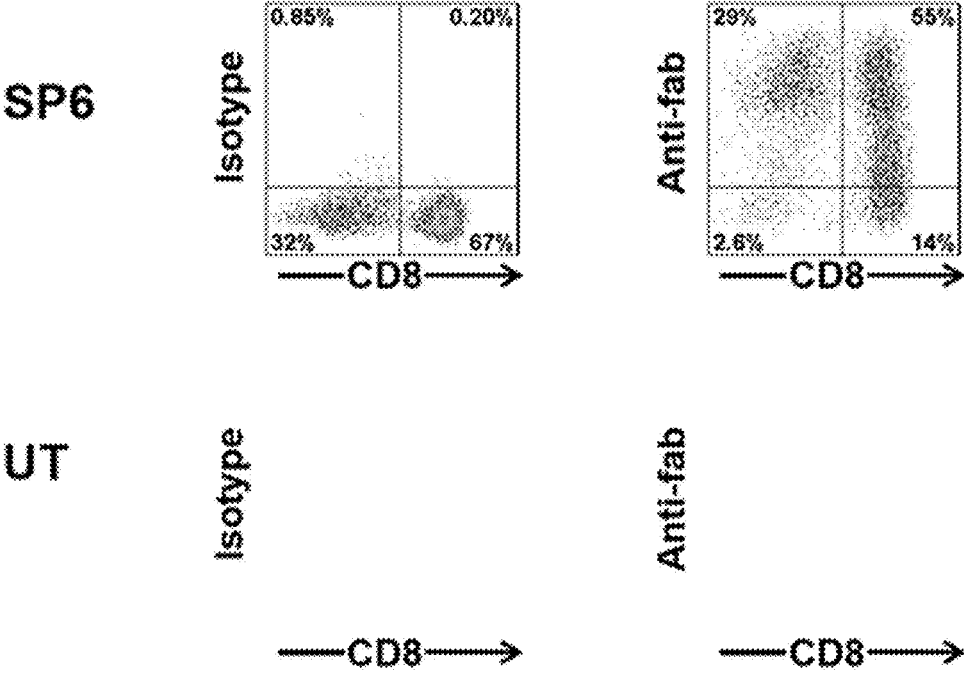 SP6
Isotype
0.85% 0.20%
32% 67%
CD8
Anti-fab
29% 55%
2.6% 14%
CD8
UT
Isotype
CD8
Anti-fab
CD8